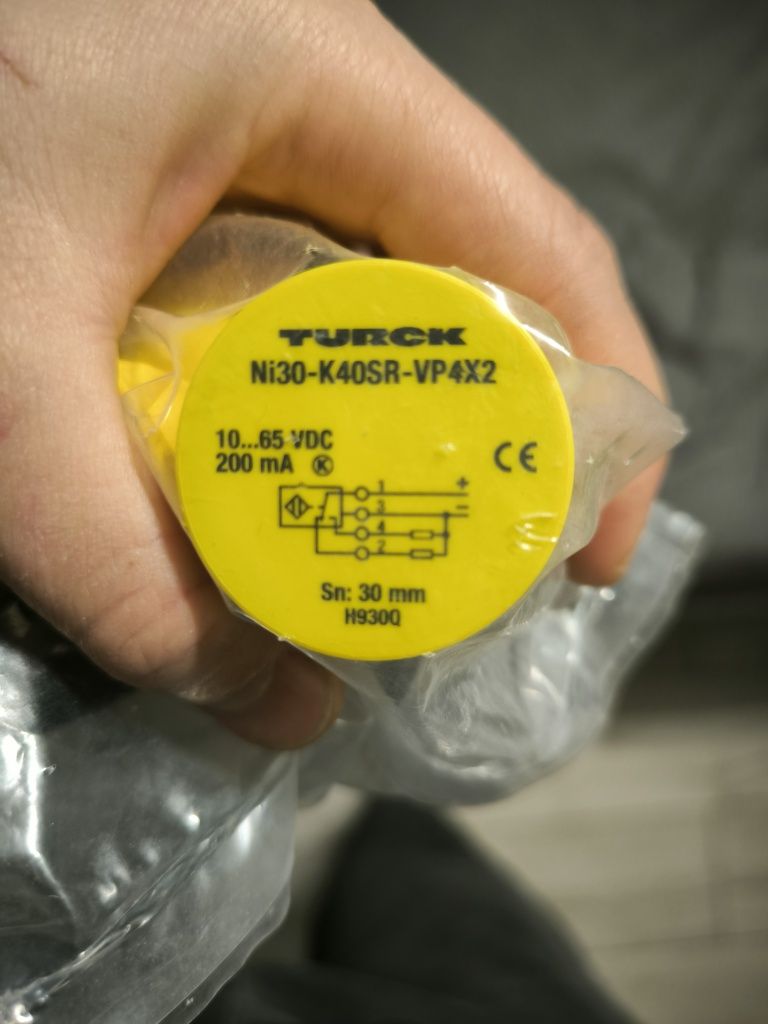 TURCK
Ni30-K40SR-VP4X2
10...65 VDC
200 mA K
CE
1 +
3 −
4
2
Sn: 30 mm
H930Q